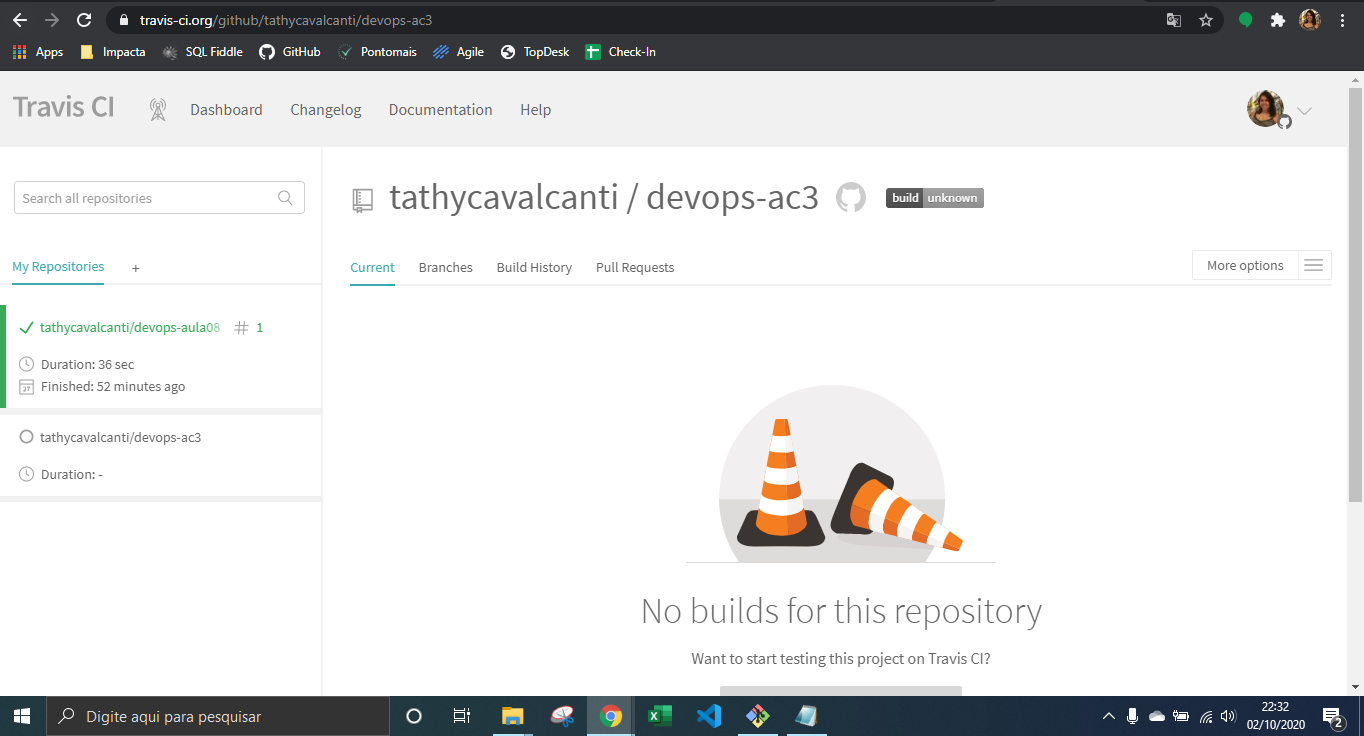 travis-ci.org/github/tathycavalcanti/devops-ac3
Apps Impacta SQL Fiddle GitHub Pontomais Agile TopDesk Check-In
Travis CI Dashboard Changelog Documentation Help
Search all repositories
tathycavalcanti / devops-ac3 build unknown
My Repositories +
Current Branches Build History Pull Requests More options
tathycavalcanti/devops-aula08 # 1
Duration: 36 sec
Finished: 52 minutes ago
tathycavalcanti/devops-ac3
Duration: -
No builds for this repository
Want to start testing this project on Travis CI?
Digite aqui para pesquisar
22:32
02/10/2020
2